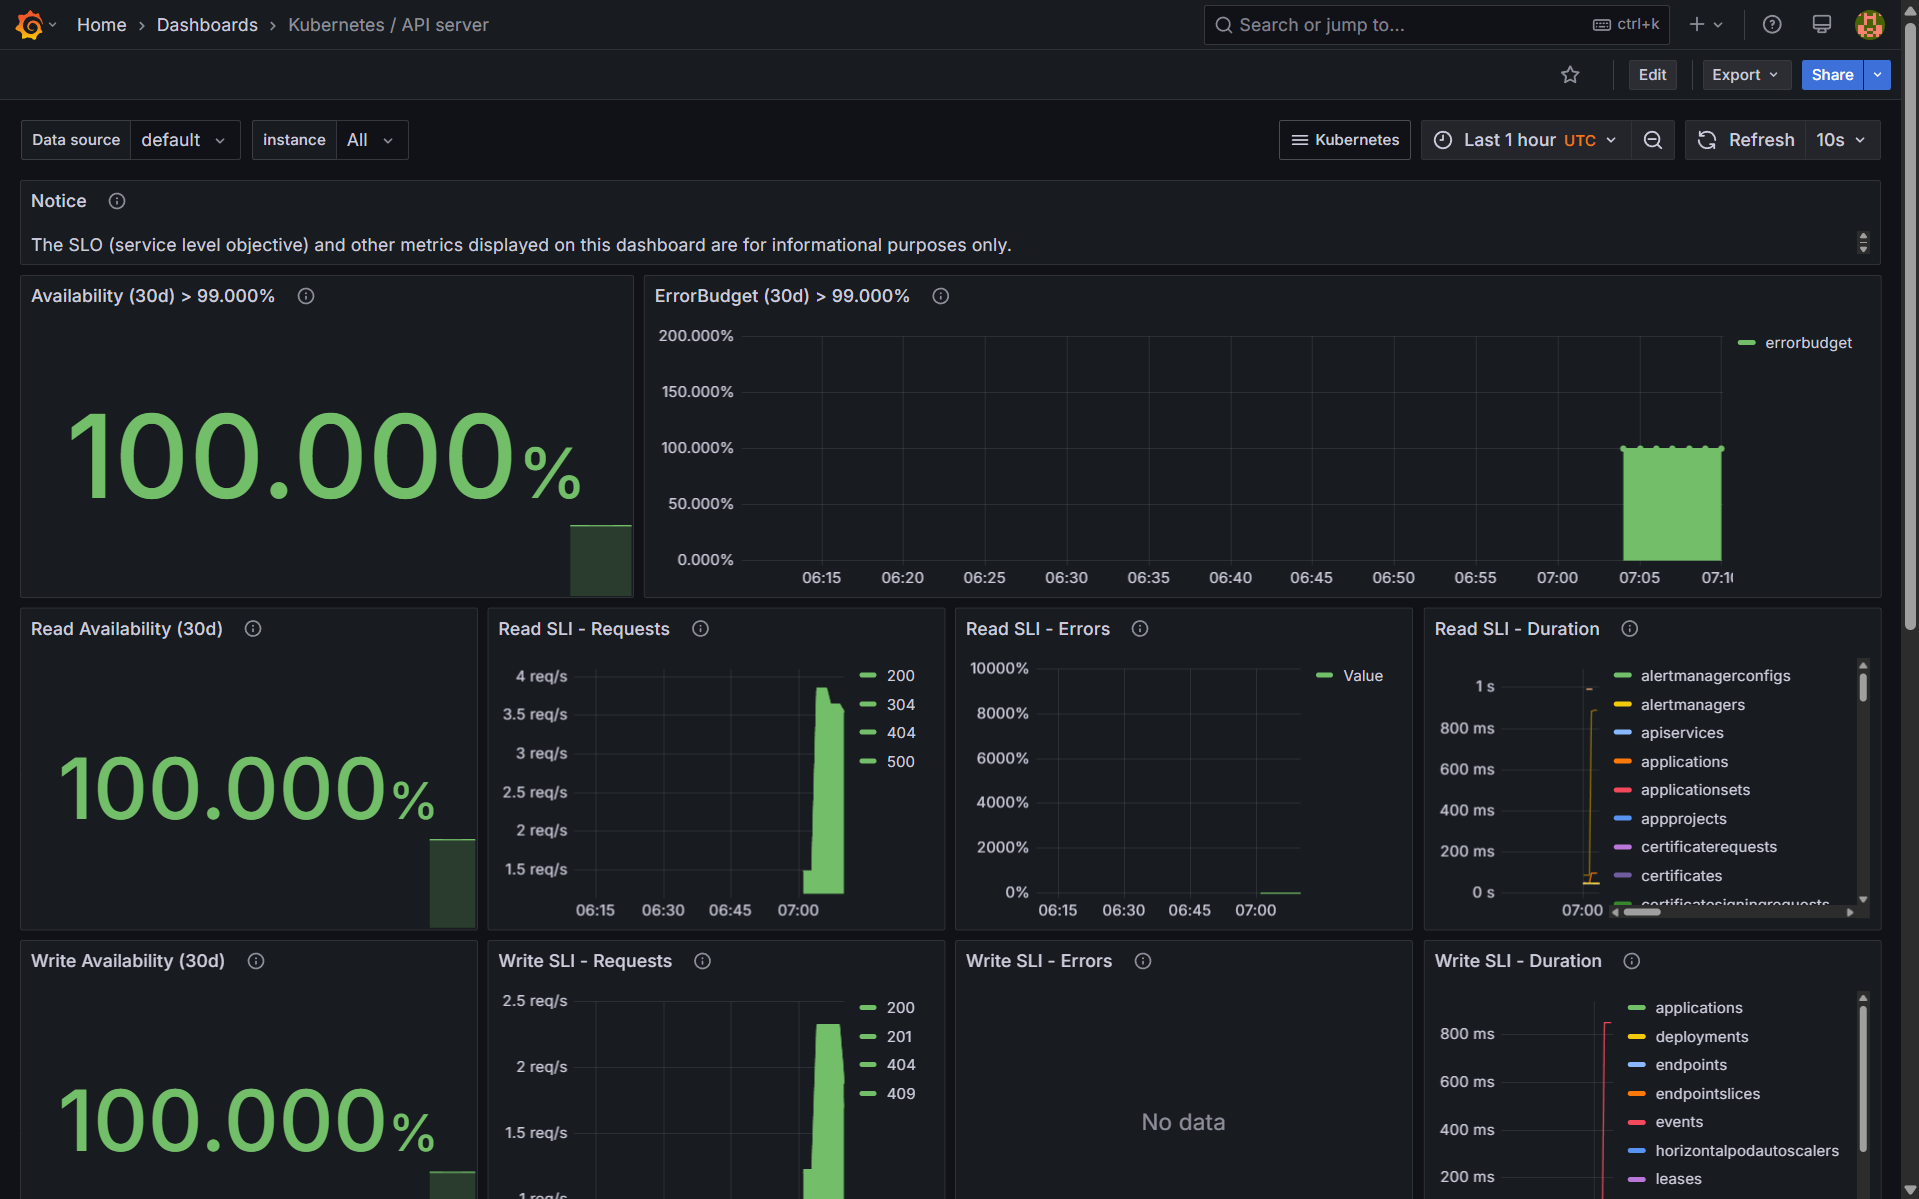 Home › Dashboards › Kubernetes / API server
Search or jump to...
ctrl+k
Edit
Export
Share
Data source
default
instance
All
Kubernetes
Last 1 hour UTC
Refresh
10s
Notice
The SLO (service level objective) and other metrics displayed on this dashboard are for informational purposes only.
Availability (30d) > 99.000%
100.000%
ErrorBudget (30d) > 99.000%
200.000%
150.000%
100.000%
50.000%
0.000%
06:15 06:20 06:25 06:30 06:35 06:40 06:45 06:50 06:55 07:00 07:05
errorbudget
Read Availability (30d)
100.000%
Read SLI - Requests
4 req/s
3.5 req/s
3 req/s
2.5 req/s
2 req/s
1.5 req/s
06:15 06:30 06:45 07:00
200
304
404
500
Read SLI - Errors
10000%
8000%
6000%
4000%
2000%
0%
06:15 06:30 06:45 07:00
Value
Read SLI - Duration
1 s
800 ms
600 ms
400 ms
200 ms
0 s
07:00
alertmanagerconfigs
alertmanagers
apiservices
applications
applicationsets
appprojects
certificaterequests
certificates
certificatesigningrequests
Write Availability (30d)
100.000%
Write SLI - Requests
2.5 req/s
2 req/s
1.5 req/s
1 req/s
200
201
404
409
Write SLI - Errors
No data
Write SLI - Duration
800 ms
600 ms
400 ms
200 ms
applications
deployments
endpoints
endpointslices
events
horizontalpodautoscalers
leases